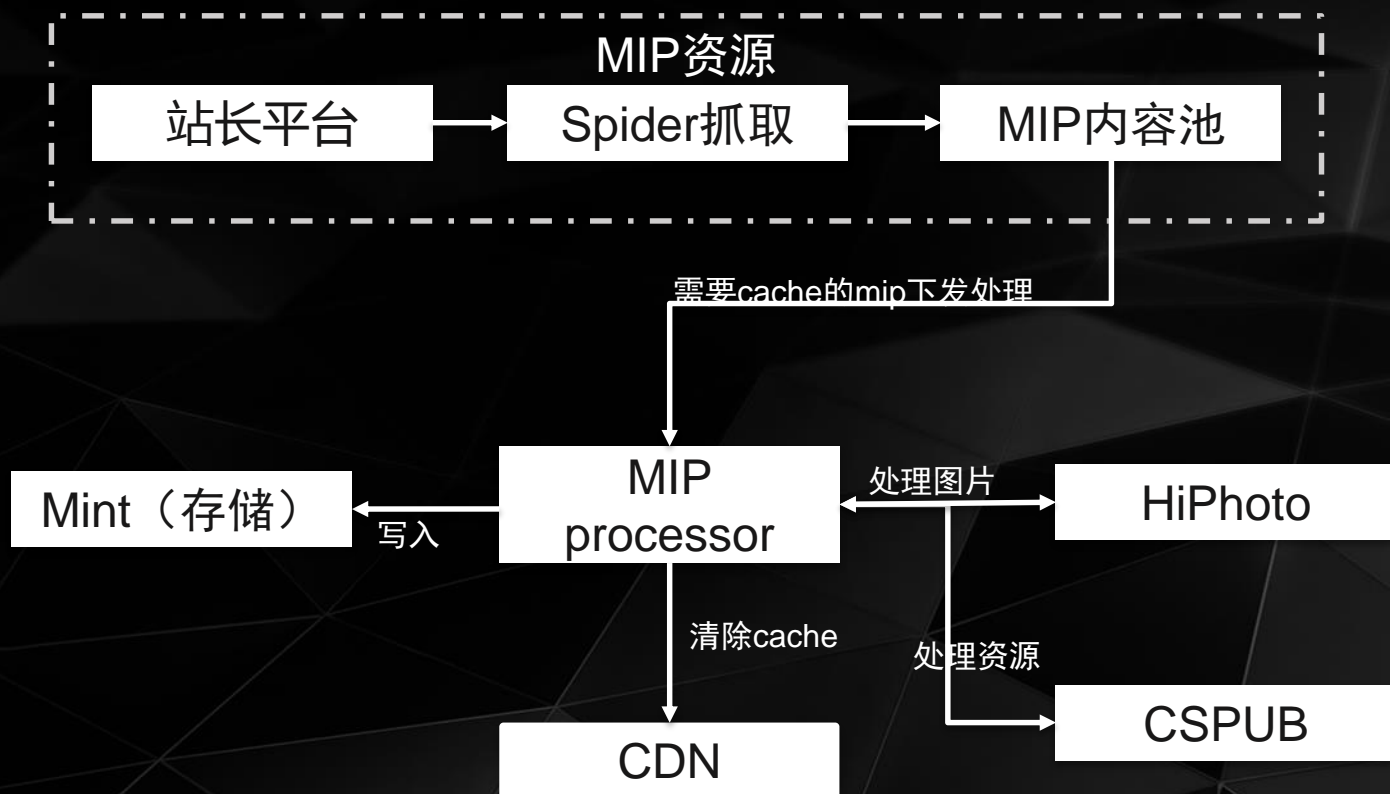 MIP资源
站长平台
Spider抓取
MIP内容池
需要cache的mip下发处理
Mint（存储）
写入
MIP
processor
处理图片
HiPhoto
清除cache
处理资源
CSPUB
CDN